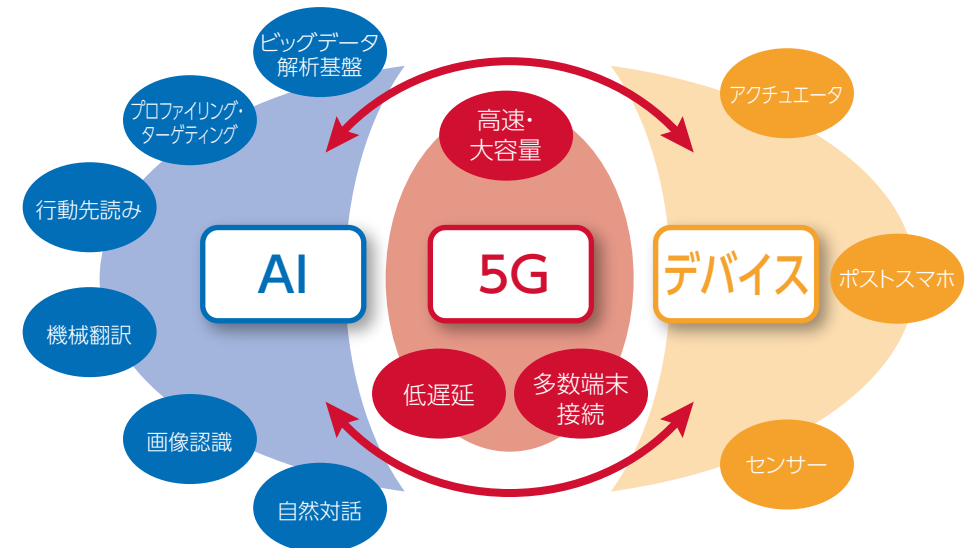 ビッグデータ
解析基盤
プロファイリング・
ターゲティング
行動先読み
AI
機械翻訳
画像認識
自然対話
高速・
大容量
5G
低遅延
多数端末
接続
アクチュエータ
デバイス
ポストスマホ
センサー